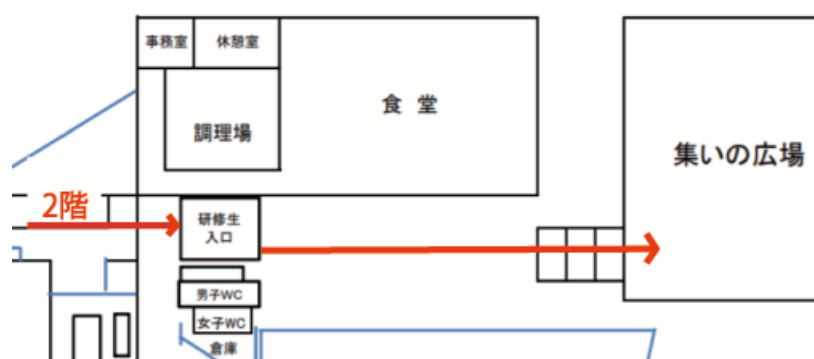 事務室
休憩室
調理場
食 堂
集いの広場
2階
研修生
入口
男子WC
女子WC
倉庫